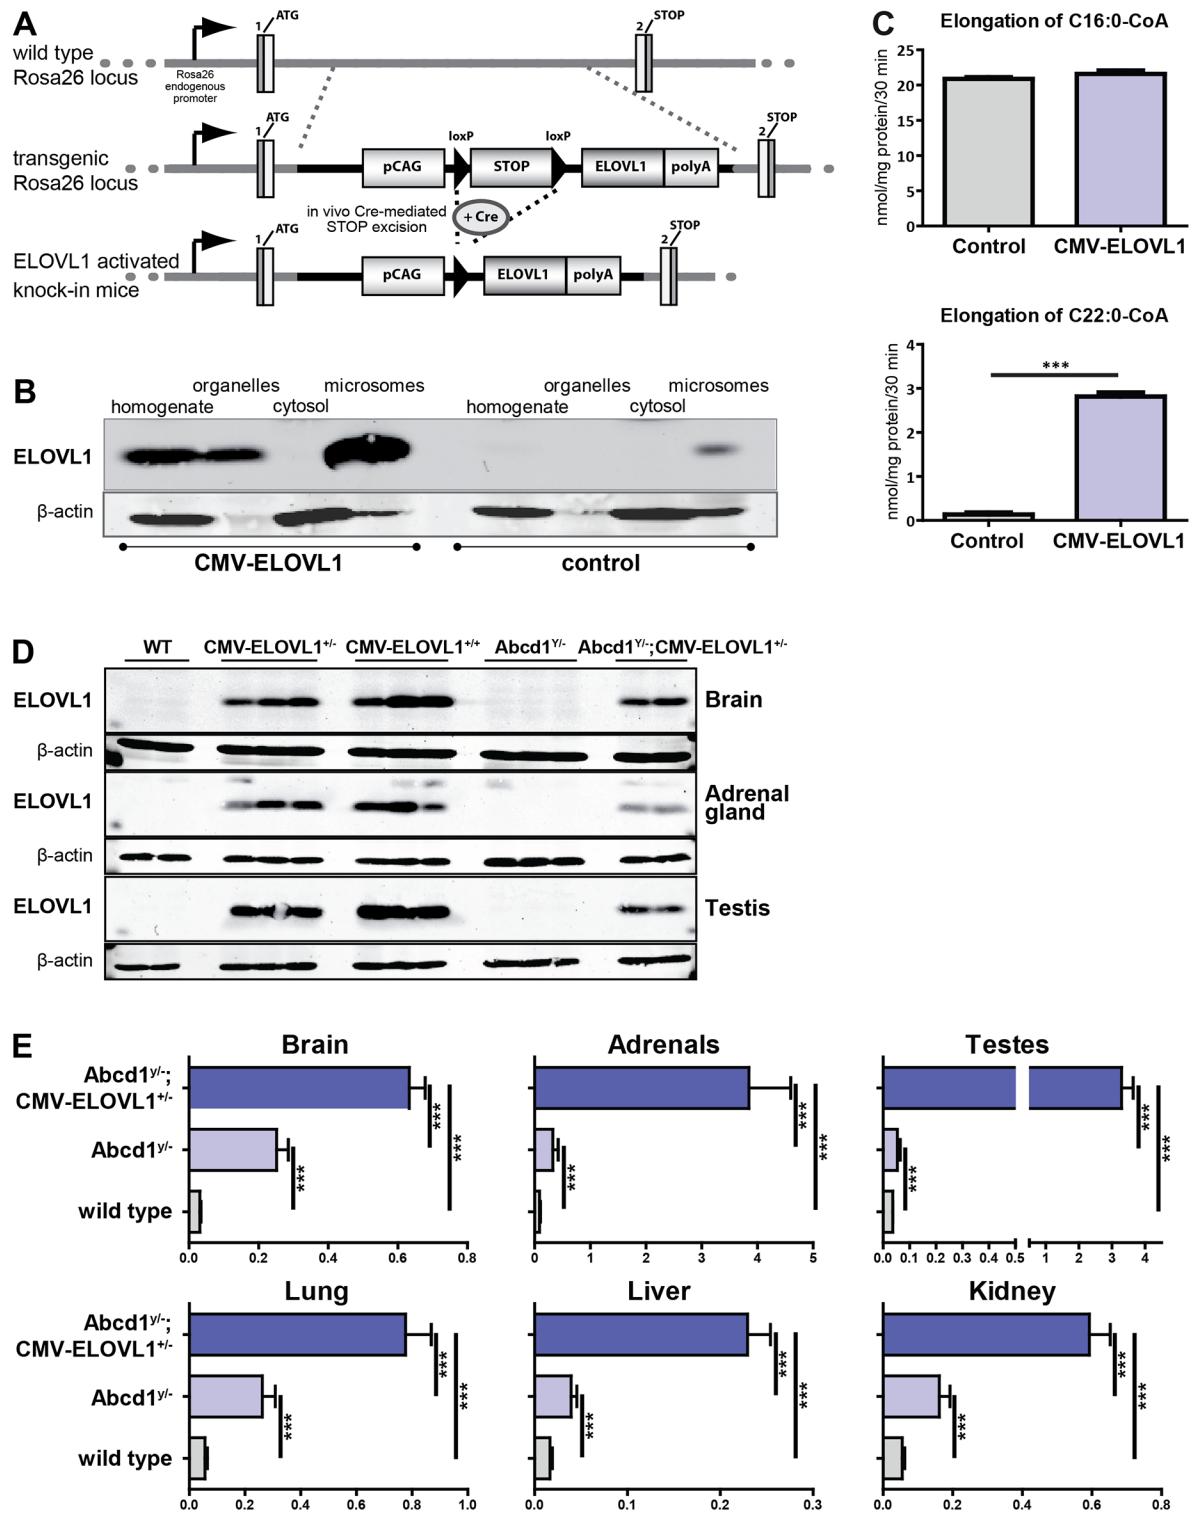 A
wild type
Rosa26 locus
Rosa26
endogenous
promoter
1
ATG
2
STOP
transgenic
Rosa26 locus
1
ATG
pCAG
loxP
STOP
loxP
ELOVL1
polyA
2
STOP
in vivo Cre-mediated
STOP excision
+ Cre
ELOVL1 activated
knock-in mice
1
ATG
pCAG
ELOVL1
polyA
2
STOP
B
homogenate
organelles
cytosol
microsomes
homogenate
organelles
cytosol
microsomes
ELOVL1
β-actin
CMV-ELOVL1
control
C
Elongation of C16:0-CoA
nmol/mg protein/30 min
25
20
15
10
5
0
Control
CMV-ELOVL1
Elongation of C22:0-CoA
nmol/mg protein/30 min
4
3
2
1
0
***
Control
CMV-ELOVL1
D
WT
CMV-ELOVL1+/-
CMV-ELOVL1+/+
Abcd1Y/-
Abcd1Y/-;CMV-ELOVL1+/-
ELOVL1
Brain
β-actin
ELOVL1
Adrenal
gland
β-actin
ELOVL1
Testis
β-actin
E
Brain
Abcd1y/-;
CMV-ELOVL1+/-
Abcd1y/-
wild type
***
***
***
0.0 0.2 0.4 0.6 0.8
Adrenals
***
***
***
0 1 2 3 4 5
Testes
***
***
***
0.0 0.1 0.2 0.3 0.4 0.5 1 2 3 4
Lung
Abcd1y/-;
CMV-ELOVL1+/-
Abcd1y/-
wild type
***
***
***
0.0 0.2 0.4 0.6 0.8 1.0
Liver
***
***
***
0.0 0.1 0.2 0.3
Kidney
***
***
***
0.0 0.2 0.4 0.6 0.8